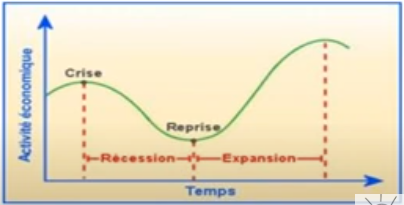 Activité économique
Crise
Reprise
Récession
Expansion
Temps